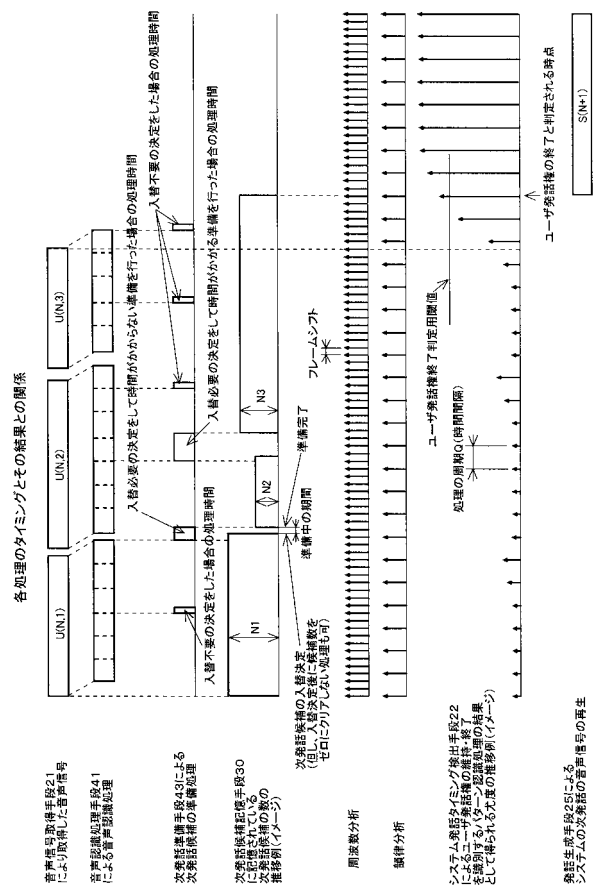 各処理のタイミングとその結果との関係
音声信号取得手段21
により取得した音声信号
U(N,1)
U(N,2)
U(N,3)
音声認識処理手段41
による音声認識処理
入替必要の決定をして時間がかからない準備を行った場合の処理時間
入替不要の決定をした場合の処理時間
次発話準備手段43による
次発話候補の準備処理
入替不要の決定をした場合の処理時間
入替必要の決定をして時間がかかる準備を行った場合の処理時間
次発話候補記憶手段30
に記憶されている
次発話候補の数の
推移例(イメージ)
N1
N2
N3
次発話候補の入替決定
(但し、入替決定後に候補数を
ゼロにクリアしない処理も可)
準備中の期間
準備完了
フレームシフト
周波数分析
韻律分析
システム発話タイミング検出手段22
によるユーザ発話権の維持・終了
を識別するパターン認識処理の結果
として得られる尤度の推移例(イメージ)
処理の周期Q(時間間隔)
ユーザ発話権終了判定用閾値
ユーザ発話権の終了と判定される時点
発話生成手段25による
システムの次発話の音声信号の再生
S(N+1)